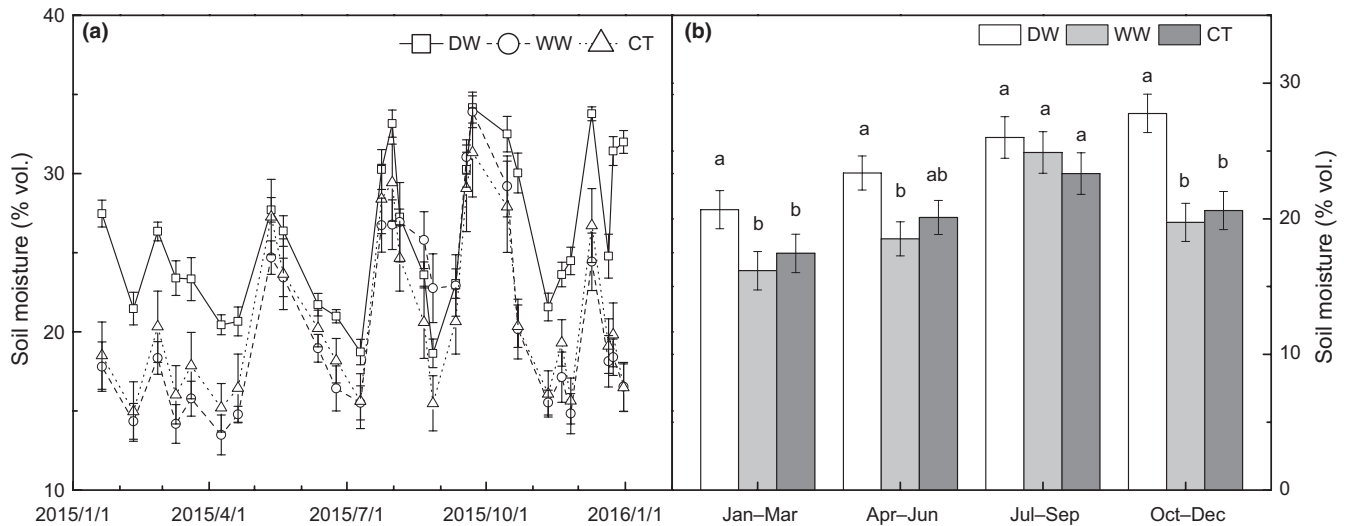 (a)
DW WW CT
Soil moisture (% vol.)
40
30
20
10
2015/1/1 2015/4/1 2015/7/1 2015/10/1 2016/1/1
(b)
DW WW CT
a b b
a b ab
a a a
a b b
Jan–Mar Apr–Jun Jul–Sep Oct–Dec
30
20
10
0
Soil moisture (% vol.)